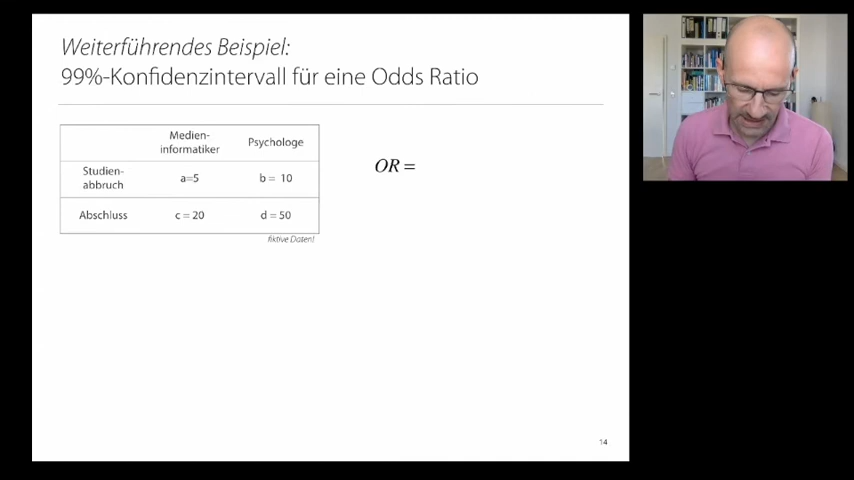 Weiterführendes Beispiel:
99%-Konfidenzintervall für eine Odds Ratio
Medien-
informatiker
Psychologe
Studien-
abbruch
a=5
b = 10
Abschluss
c = 20
d = 50
fiktive Daten!
OR =
14